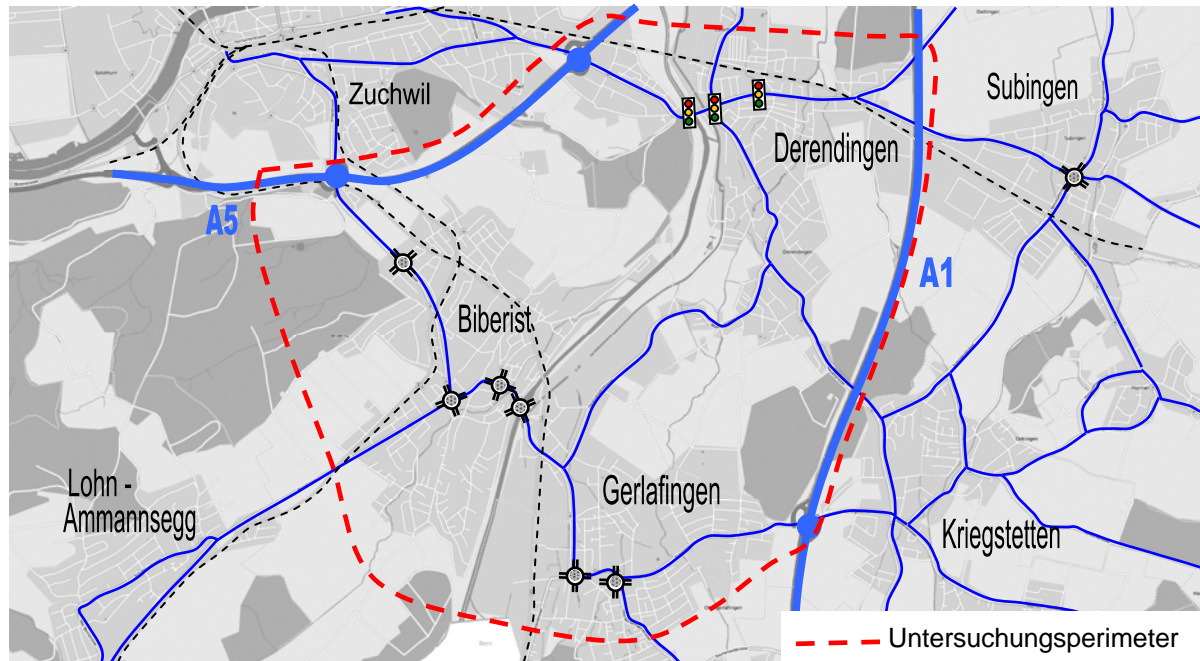 Zuchwil
Subingen
Derendingen
A5
A1
Biberist
Lohn -
Ammannsegg
Gerlafingen
Kriegstetten
Untersuchungsperimeter